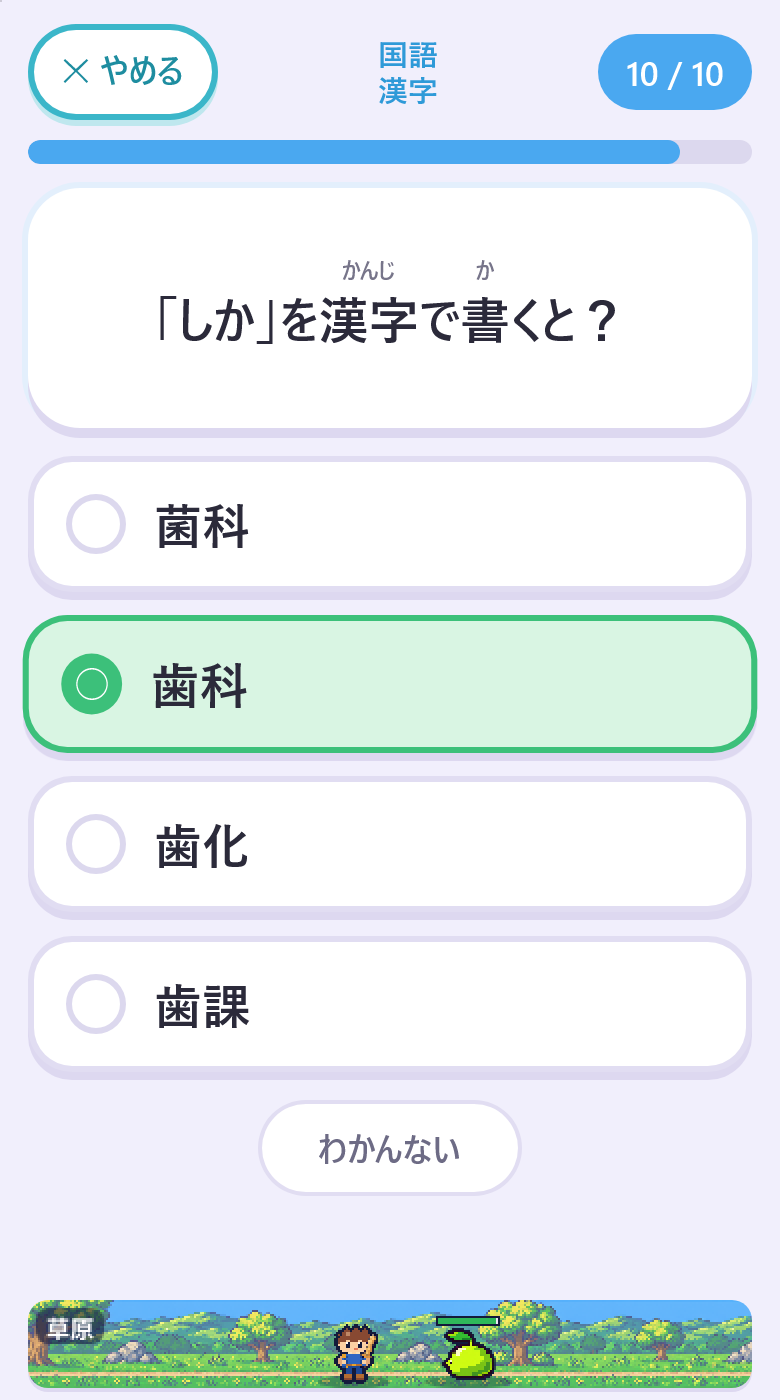 × やめる
国語
漢字
10 / 10
かんじ か
「しか」を漢字で書くと？
菌科
歯科
歯化
歯課
わかんない
草原